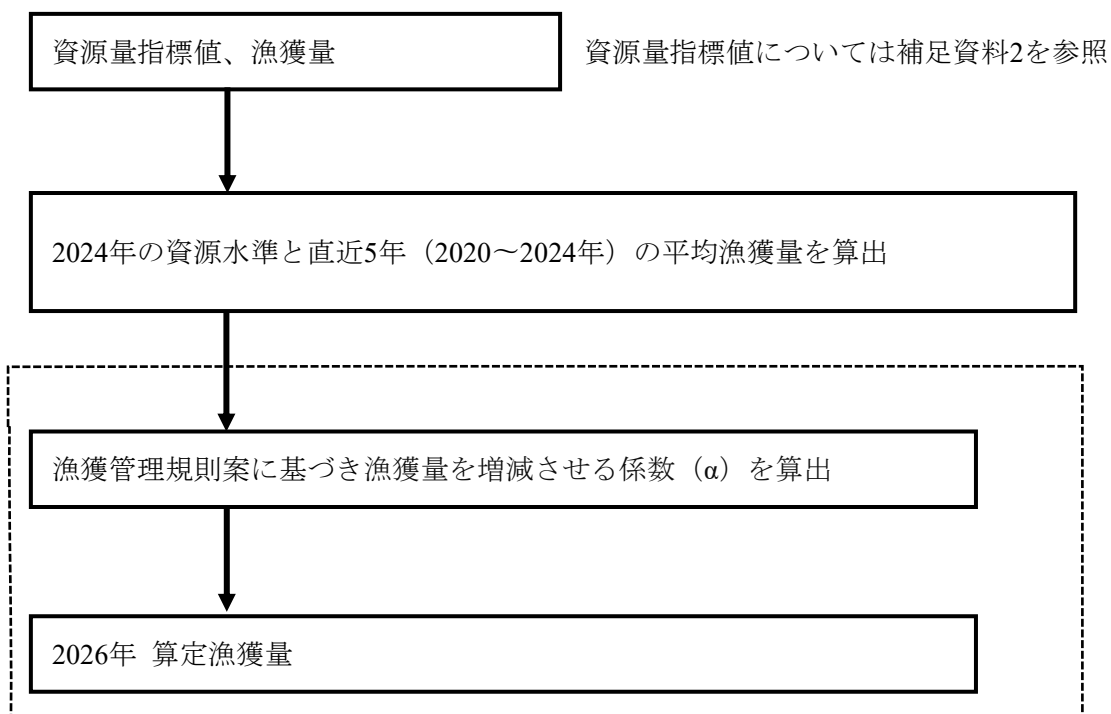 資源量指標値、漁獲量
資源量指標値については補足資料2を参照
2024年の資源水準と直近5年（2020～2024年）の平均漁獲量を算出
漁獲管理規則案に基づき漁獲量を増減させる係数（α）を算出
2026年 算定漁獲量